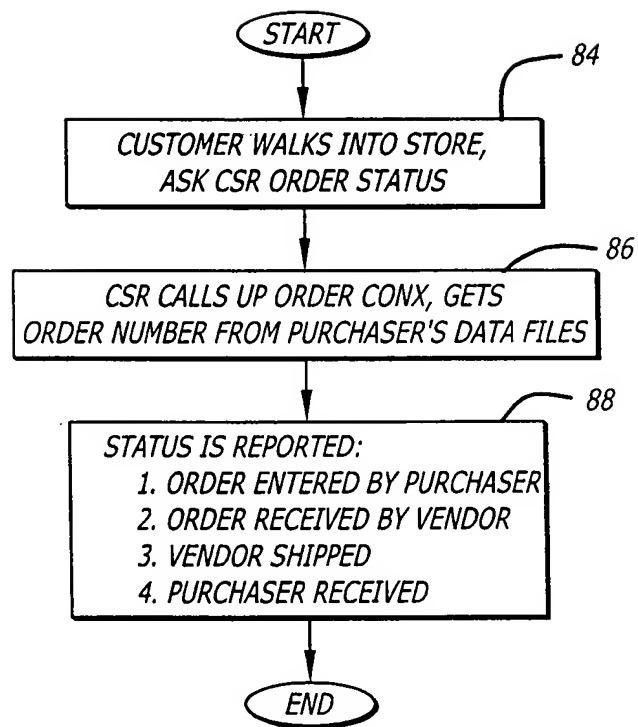 START
84
CUSTOMER WALKS INTO STORE,
ASK CSR ORDER STATUS
86
CSR CALLS UP ORDER CONX, GETS
ORDER NUMBER FROM PURCHASER'S DATA FILES
88
STATUS IS REPORTED:
1. ORDER ENTERED BY PURCHASER
2. ORDER RECEIVED BY VENDOR
3. VENDOR SHIPPED
4. PURCHASER RECEIVED
END